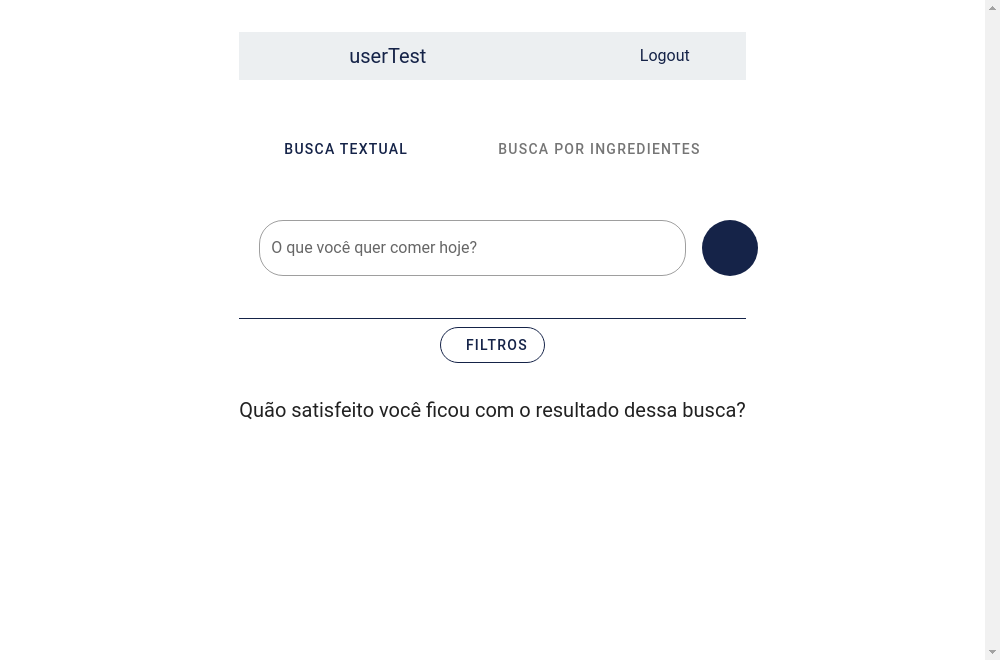 userTest
Logout
BUSCA TEXTUAL
BUSCA POR INGREDIENTES
O que você quer comer hoje?
FILTROS
Quão satisfeito você ficou com o resultado dessa busca?